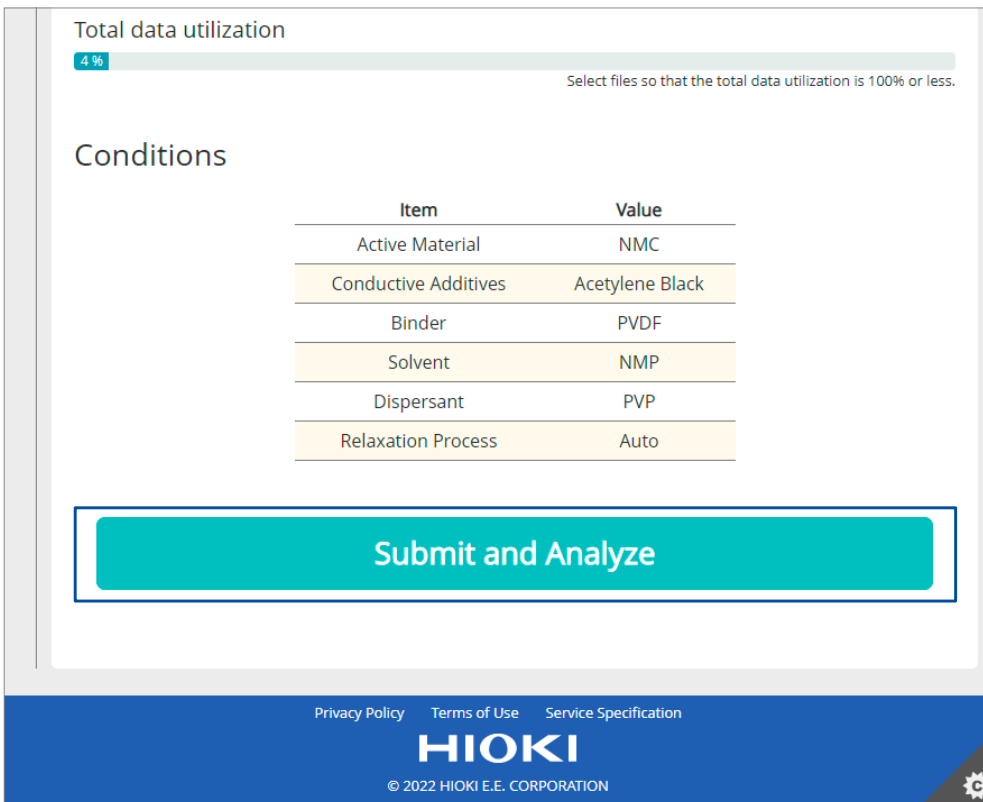 Total data utilization
4 %
Select files so that the total data utilization is 100% or less.
Conditions
Item Value
Active Material NMC
Conductive Additives Acetylene Black
Binder PVDF
Solvent NMP
Dispersant PVP
Relaxation Process Auto
Submit and Analyze
Privacy Policy Terms of Use Service Specification
HIOKI
© 2022 HIOKI E.E. CORPORATION